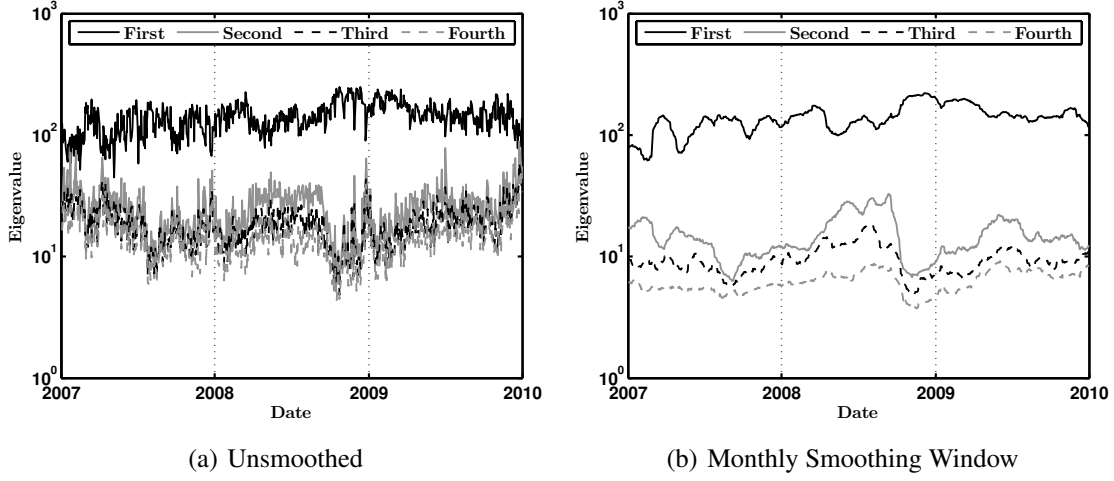 10³
First Second Third Fourth
10²
10¹
10⁰
Eigenvalue
2007 2008 2009 2010
Date
(a) Unsmoothed
10³
First Second Third Fourth
10²
10¹
10⁰
Eigenvalue
2007 2008 2009 2010
Date
(b) Monthly Smoothing Window